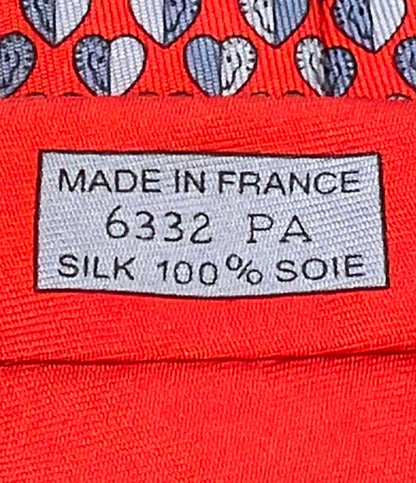 MADE IN FRANCE
6332 PA
SILK 100% SOIE